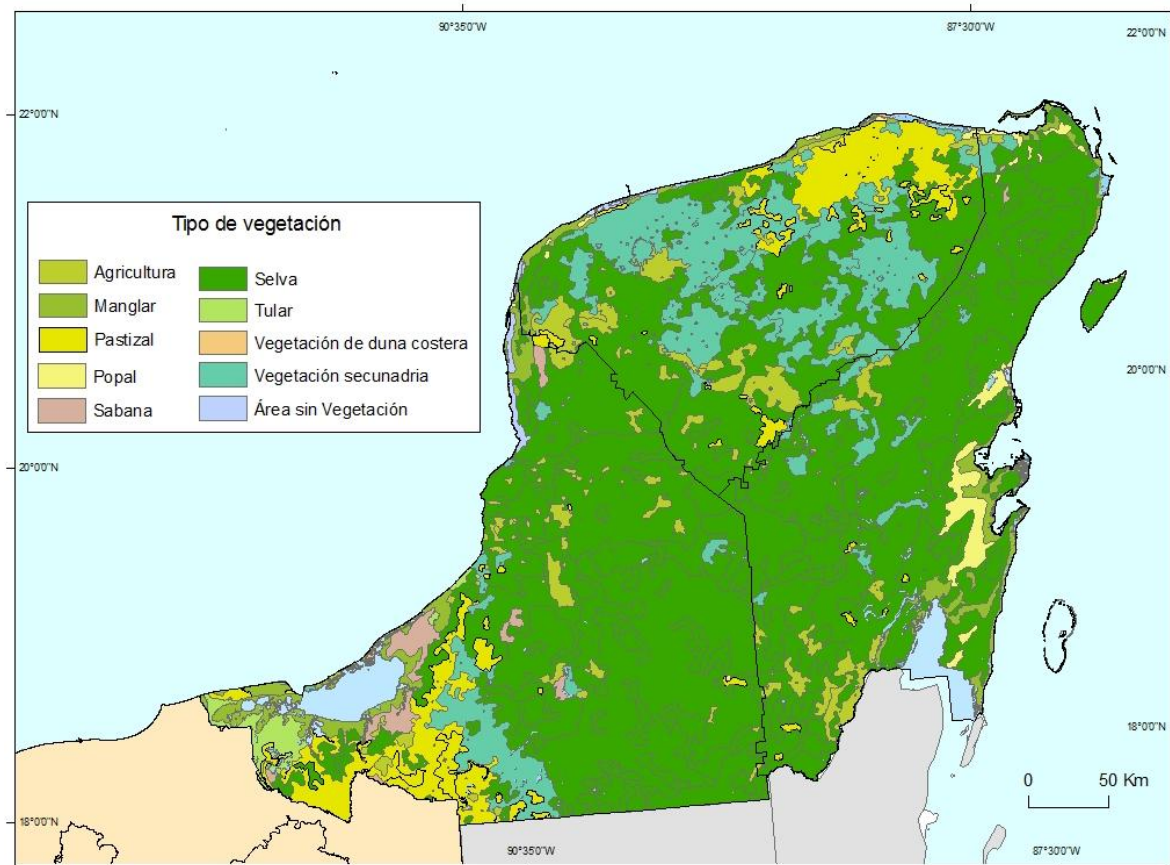 90°35'0"W
87°30'0"W
22°0'0"N
22°0'0"N
Tipo de vegetación
Agricultura
Manglar
Pastizal
Popal
Sabana
Selva
Tular
Vegetación de duna costera
Vegetación secunadria
Área sin Vegetación
20°0'0"N
20°0'0"N
18°0'0"N
0 50 Km
18°0'0"N
90°35'0"W
87°30'0"W